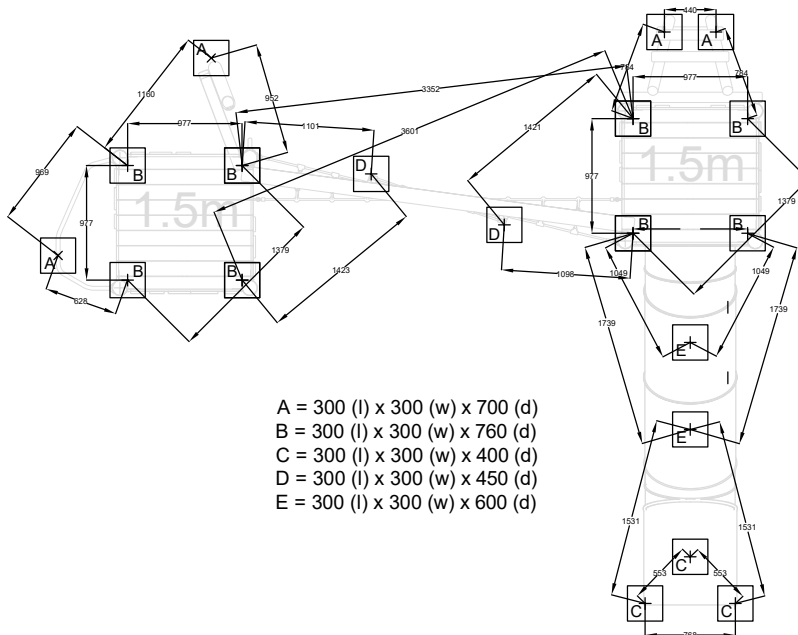 440
A
A
A
784
784
1160
952
3352
977
977
1101
3601
1421
B
B
969
B
B
D
1.5m
1.5m
977
977
1379
D
B
B
A
1379
B
B
1423
1098
1049
1049
628
1739
1739
E
A = 300 (l) x 300 (w) x 700 (d)
B = 300 (l) x 300 (w) x 760 (d)
C = 300 (l) x 300 (w) x 400 (d)
D = 300 (l) x 300 (w) x 450 (d)
E = 300 (l) x 300 (w) x 600 (d)
E
1531
1531
C
553
553
C
C
768